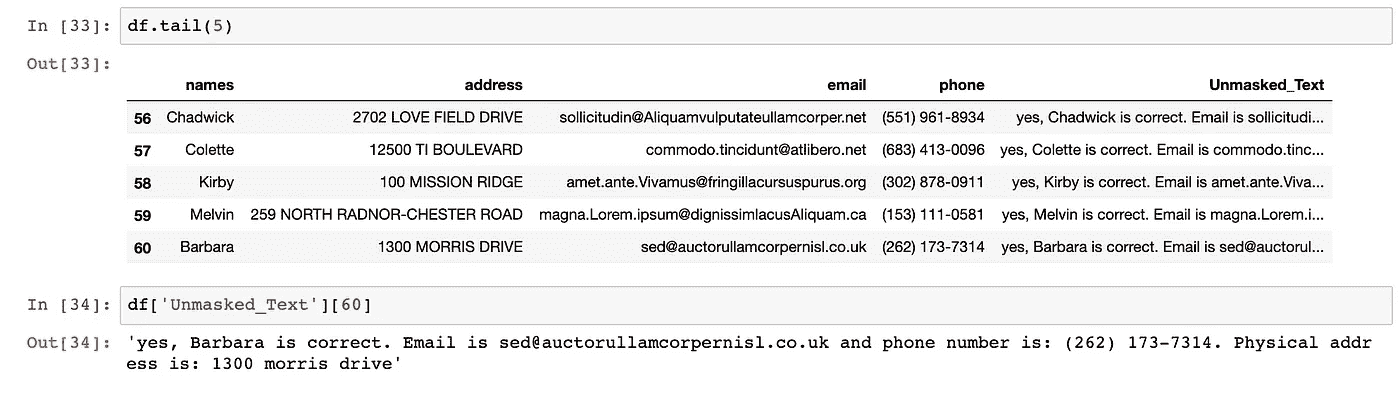 In [33]: df.tail(5)
Out[33]:
names address email phone Unmasked_Text
56 Chadwick 2702 LOVE FIELD DRIVE sollicitudin@Aliquamvulputateullamcorper.net (551) 961-8934 yes, Chadwick is correct. Email is sollicitudi...
57 Colette 12500 TI BOULEVARD commodo.tincidunt@atlibero.net (683) 413-0096 yes, Colette is correct. Email is commodo.tinc...
58 Kirby 100 MISSION RIDGE amet.ante.Vivamus@fringillacursuspurus.org (302) 878-0911 yes, Kirby is correct. Email is amet.ante.Viva...
59 Melvin 259 NORTH RADNOR-CHESTER ROAD magna.Lorem.ipsum@dignissimlacusAliquam.ca (153) 111-0581 yes, Melvin is correct. Email is magna.Lorem.i...
60 Barbara 1300 MORRIS DRIVE sed@auctorullamcorpernisl.co.uk (262) 173-7314 yes, Barbara is correct. Email is sed@auctorul...
In [34]: df['Unmasked_Text'][60]
Out[34]: 'yes, Barbara is correct. Email is sed@auctorullamcorpernisl.co.uk and phone number is: (262) 173-7314. Physical addr
ess is: 1300 morris drive'